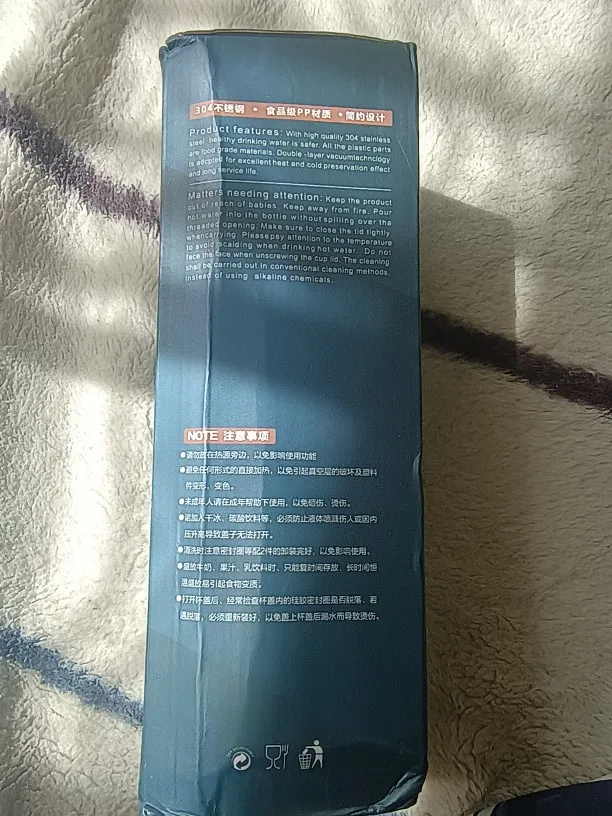 304不锈钢 • 食品级PP材质 • 简约设计
Product features: With high quality 304 stainless
steel, healthy drinking water is safer. All the plastic parts
are food grade materials. Double -layer vacuumtechnclogy
is adcpted for excellent heat and cold preservation effect
and long service life.
Matters needing attention: Keep the product
out of reach of babies. Keep away from fire. Pour
hot water into the bottle without spilling over tha
threaded opening. Make sure to close the tid tightly
whancarrying. Pleasepay attention to the temperature
to avoid scaiding when drinking hot water. Do not
face the face when unscrewing the cup lid. The cleaning
shall be carried out in conventional cleaning methods,
instead of using alkaline chemicals.
NOTE 注意事项
●请勿放在热源旁边，以免影响使用功能
●避免任何形式的直接加热，以免引起真空层的破坏及塑料
件变形、变色。
●未成年人请在成年帮助下使用，以免砸伤、烫伤。
●若加入干冰、碳酸饮料等，必须防止液体喷溅伤人或因内
压升高导致盖子无法打开。
●清洗时注意密封圈等配2件的卸装完好，以免影响使用。
●盛放牛奶、果汁、乳饮料时、只能复时间存放，长时间恒
温盛放易引起食物变质。
●打开杯盖后、经常检查杯盖内的硅胶密封圈是否脱落，若
遇脱落，必须重新装好，以免盖上杯盖后漏水而导致烫伤。